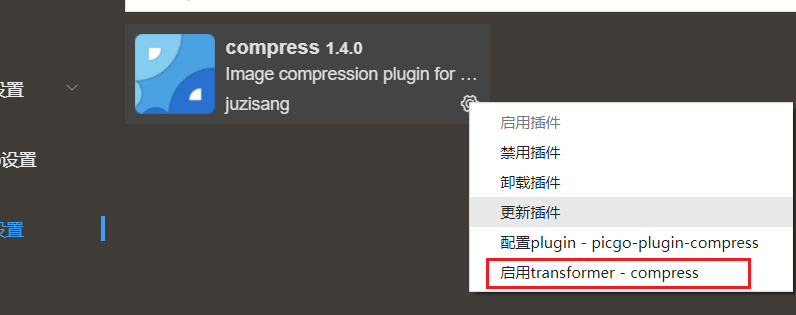 compress 1.4.0
Image compression plugin for ...
juzisang
设置
设置
设置
启用插件
禁用插件
卸载插件
更新插件
配置plugin - picgo-plugin-compress
启用transformer - compress